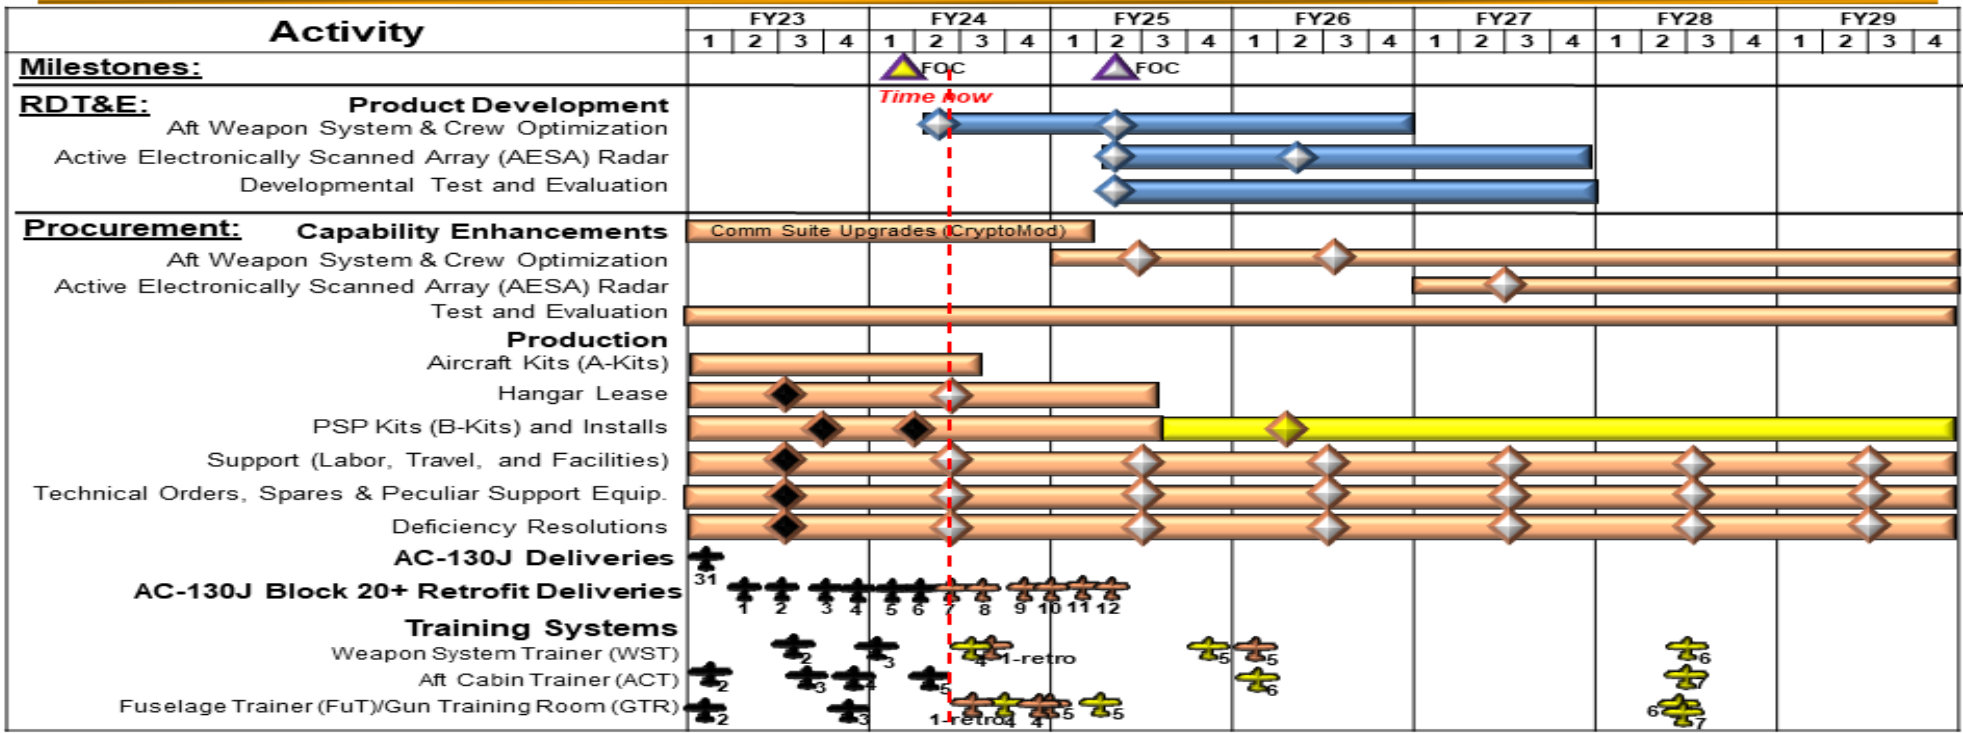 Activity FY23 FY24 FY25 FY26 FY27 FY28 FY29
1 2 3 4 1 2 3 4 1 2 3 4 1 2 3 4 1 2 3 4 1 2 3 4 1 2 3 4
Milestones: FOC FOC
Time now
RDT&E: Product Development
Aft Weapon System & Crew Optimization
Active Electronically Scanned Array (AESA) Radar
Developmental Test and Evaluation
Procurement: Capability Enhancements Comm Suite Upgrades (CryptoMod)
Aft Weapon System & Crew Optimization
Active Electronically Scanned Array (AESA) Radar
Test and Evaluation
Production
Aircraft Kits (A-Kits)
Hangar Lease
PSP Kits (B-Kits) and Installs
Support (Labor, Travel, and Facilities)
Technical Orders, Spares & Peculiar Support Equip.
Deficiency Resolutions
AC-130J Deliveries 31
AC-130J Block 20+ Retrofit Deliveries 1 2 3 4 5 6 7 8 9 10 11 12
Training Systems
Weapon System Trainer (WST) 2 3 4 1-retro 5 5 6
Aft Cabin Trainer (ACT) 2 3 4 5 6 7
Fuselage Trainer (FuT)/Gun Training Room (GTR) 2 3 1-retro 4 4 5 5 6 7